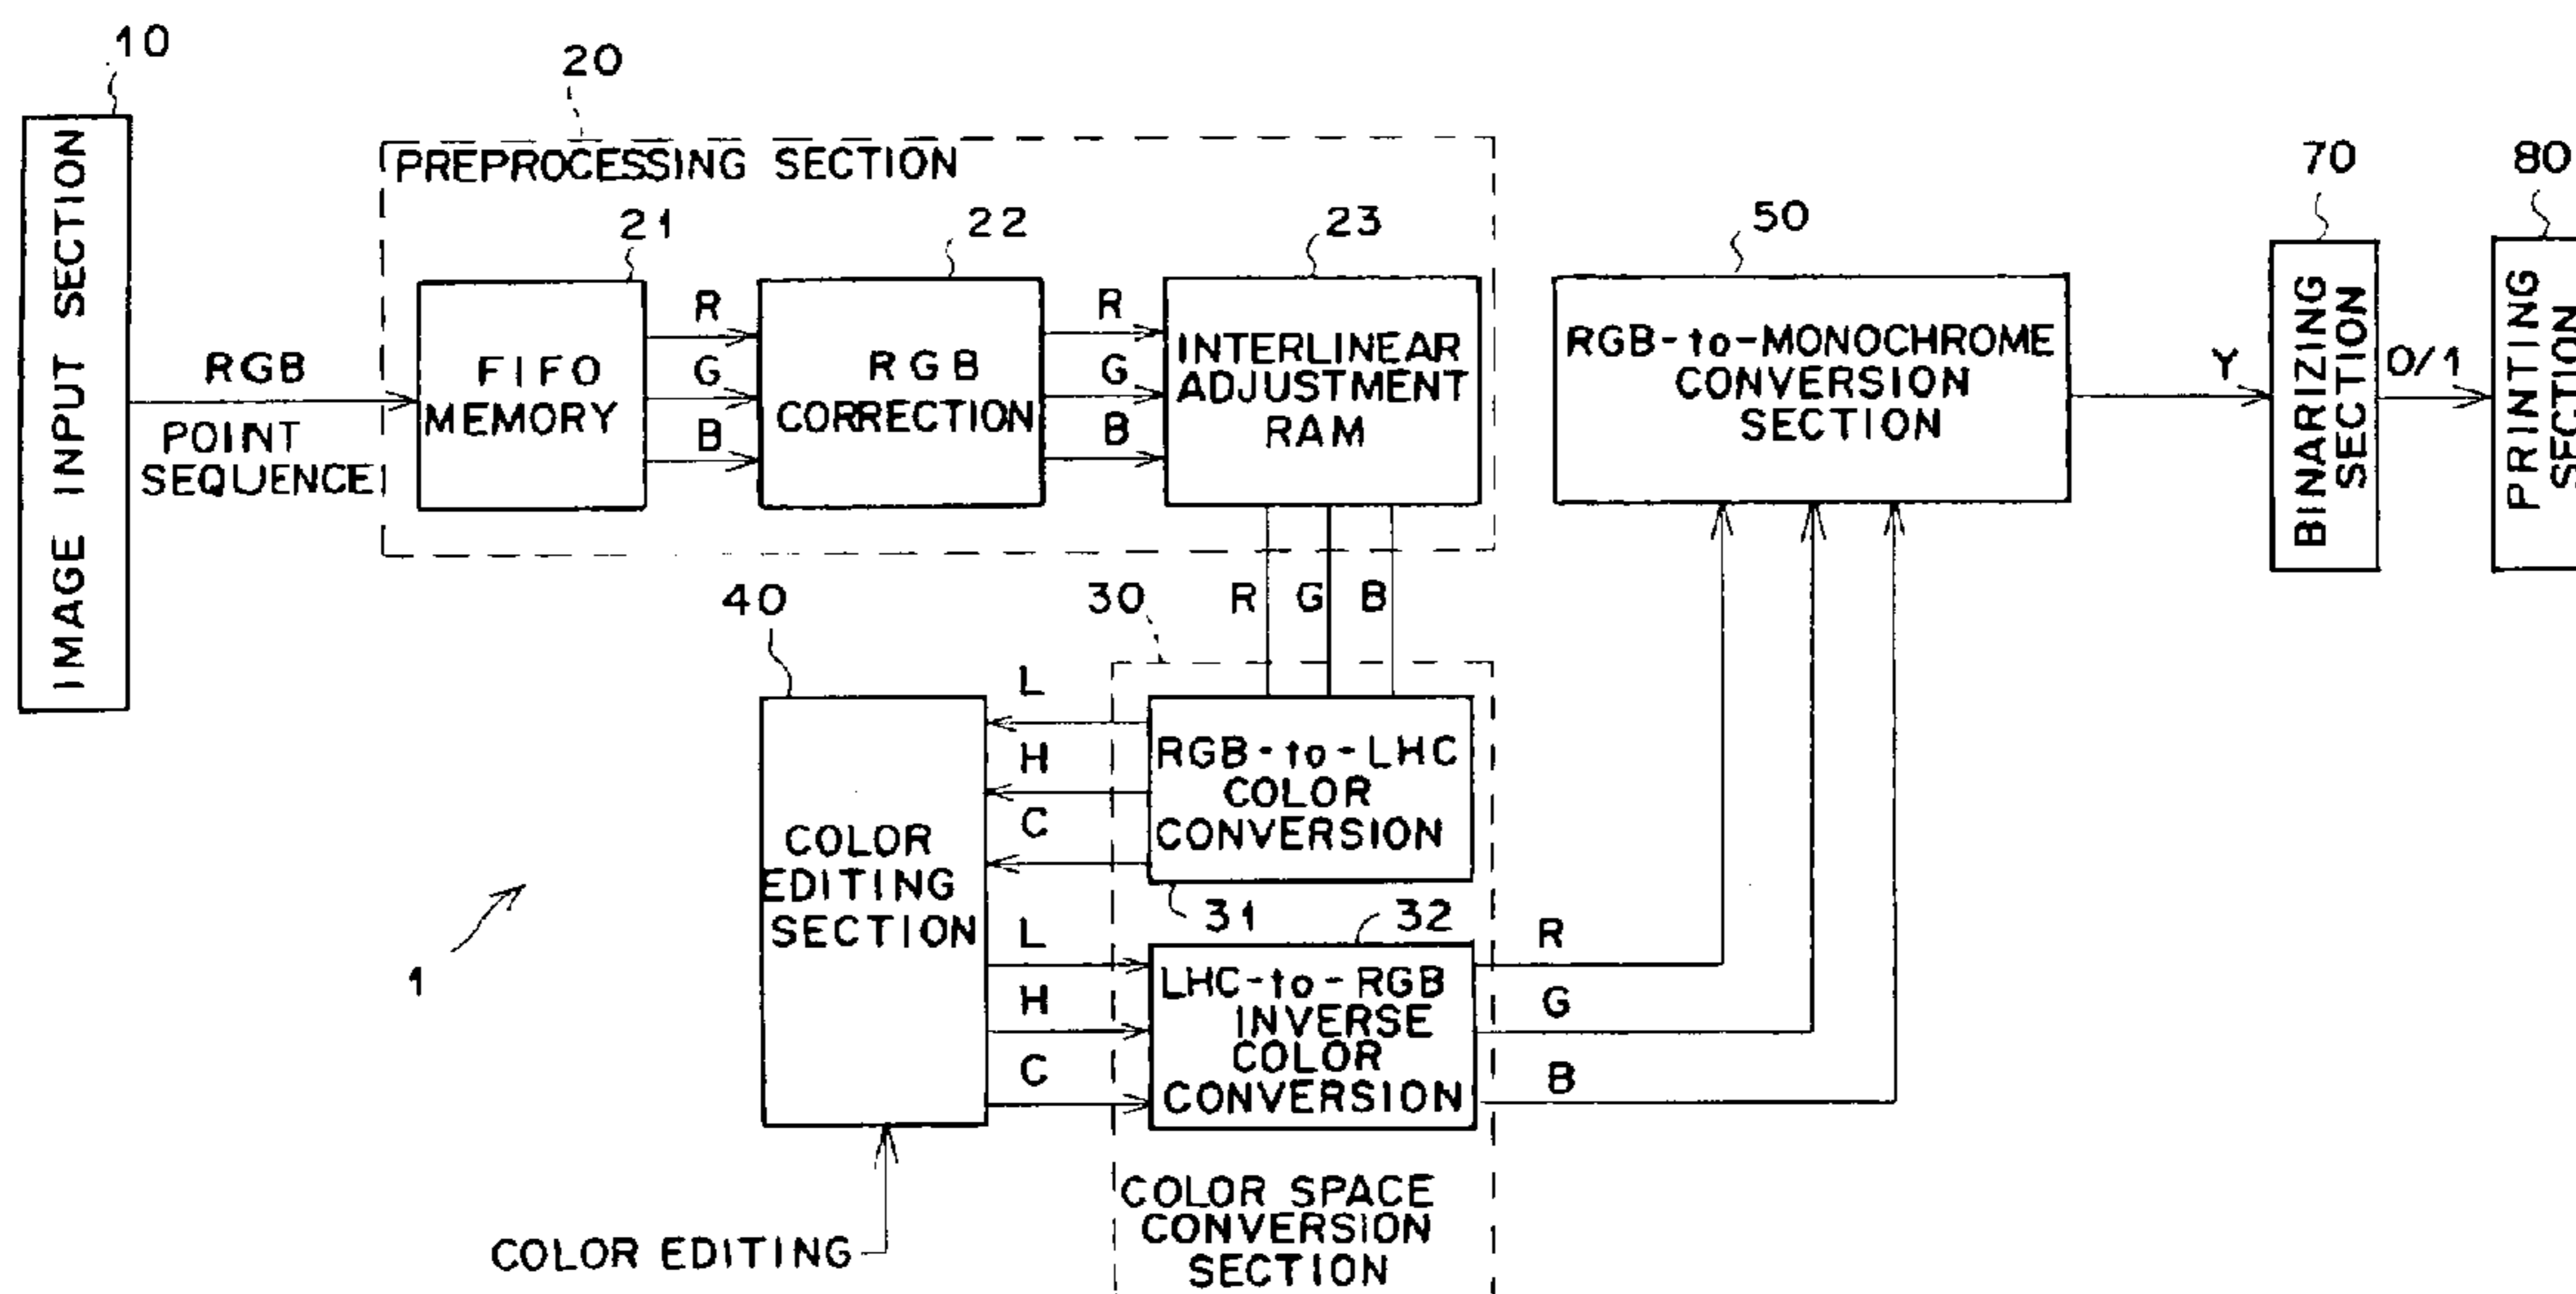 10
20
PREPROCESSING SECTION
70
80
21
22
23
50
IMAGE INPUT SECTION
RGB
POINT
SEQUENCE
FIFO
MEMORY
R
G
B
RGB
CORRECTION
R
G
B
INTERLINEAR
ADJUSTMENT
RAM
RGB-to-MONOCHROME
CONVERSION
SECTION
Y
BINARIZING
SECTION
0/1
PRINTING
SECTION
40
30
R G B
L
H
C
RGB-to-LHC
COLOR
CONVERSION
COLOR
EDITING
SECTION
31
32
L
H
C
LHC-to-RGB
INVERSE
COLOR
CONVERSION
R
G
B
1
COLOR SPACE
CONVERSION
SECTION
COLOR EDITING